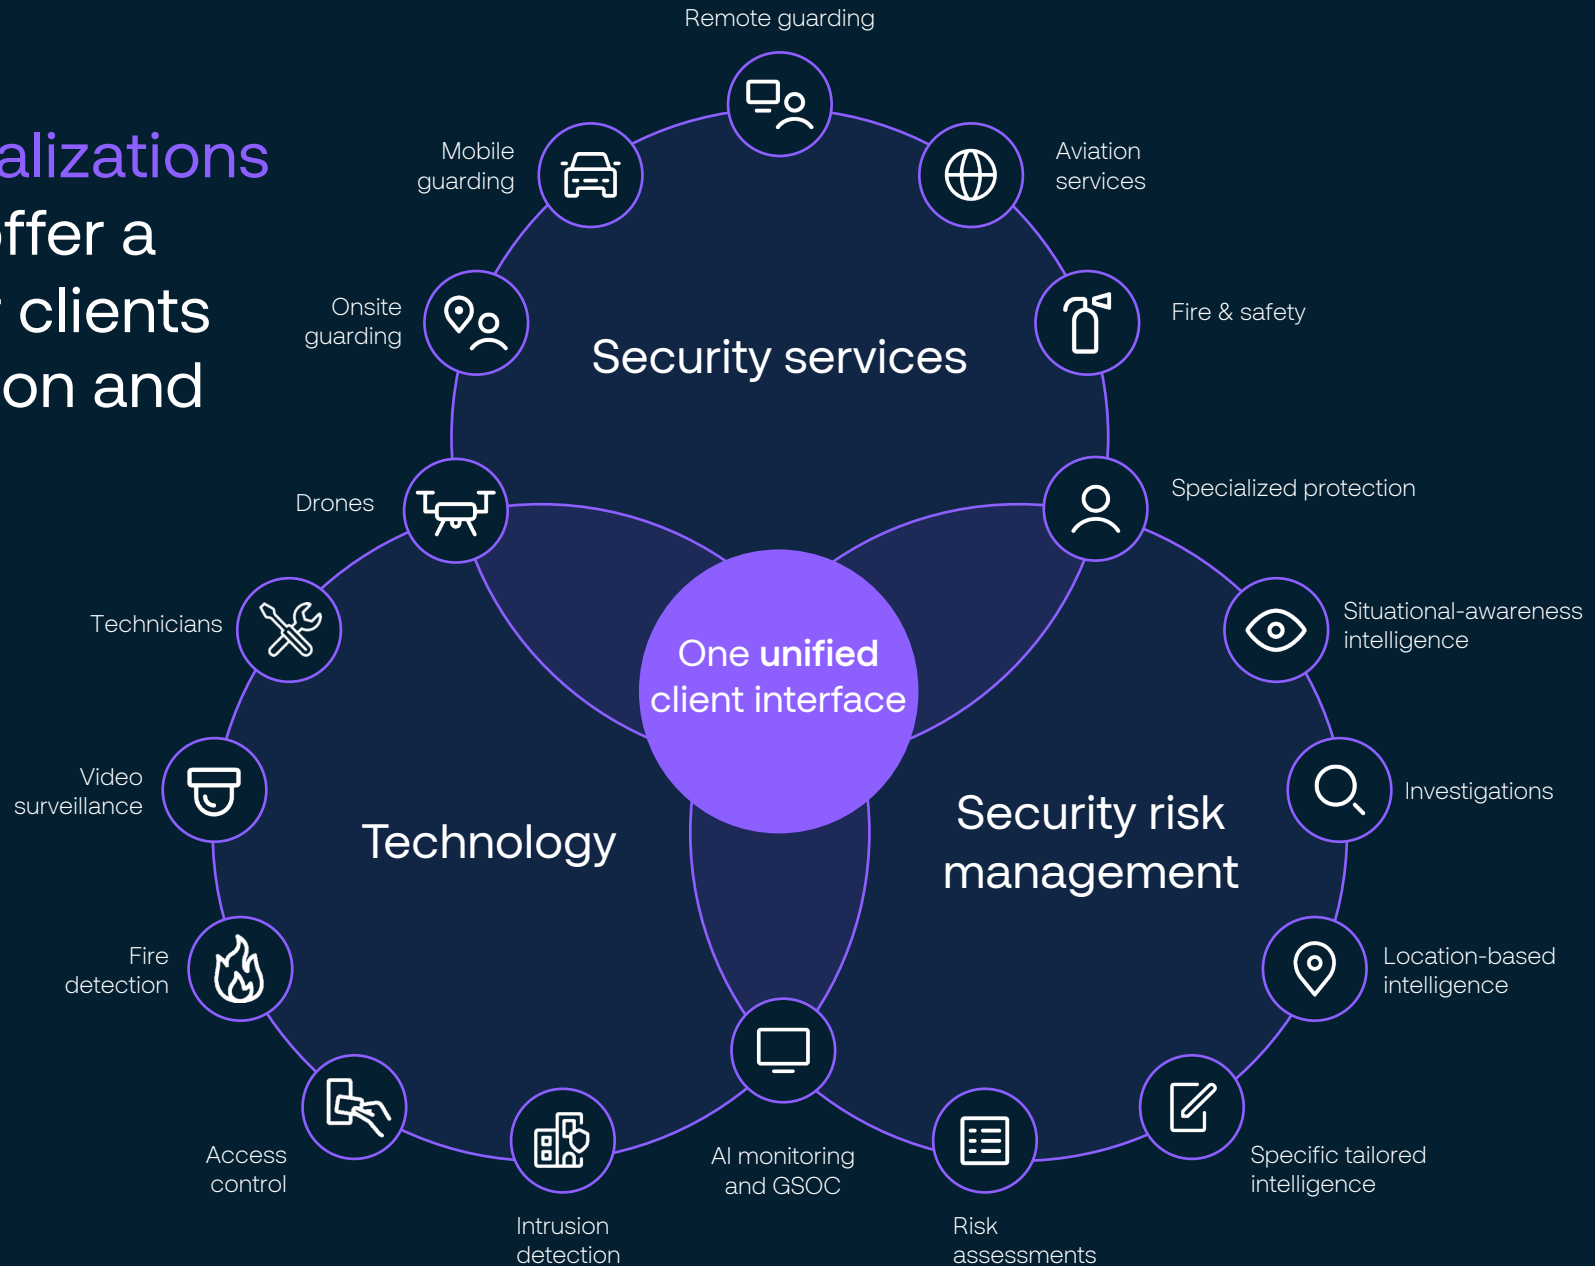 alizations
offer a
clients
on and
Remote guarding
Mobile
guarding
Aviation
services
Onsite
guarding
Fire & safety
Security services
Drones
Specialized protection
Technicians
Situational-awareness
intelligence
One unified
client interface
Video
surveillance
Investigations
Technology
Security risk
management
Fire
detection
Location-based
intelligence
Access
control
AI monitoring
and GSOC
Specific tailored
intelligence
Intrusion
detection
Risk
assessments